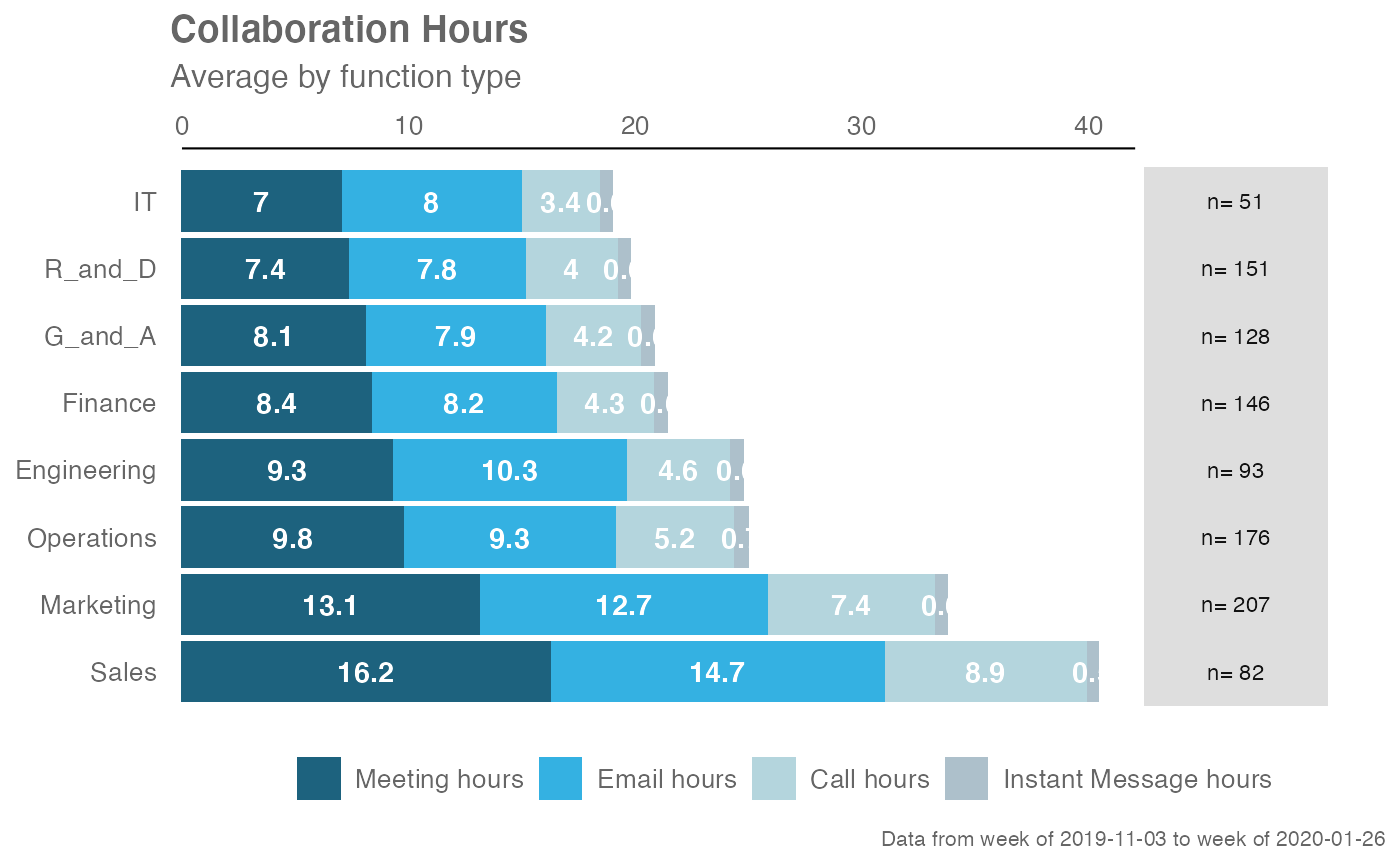 Collaboration Hours
Average by function type
0 10 20 30 40
IT 7 8 3.4 n= 51
R_and_D 7.4 7.8 4 n= 151
G_and_A 8.1 7.9 4.2 n= 128
Finance 8.4 8.2 4.3 n= 146
Engineering 9.3 10.3 4.6 n= 93
Operations 9.8 9.3 5.2 n= 176
Marketing 13.1 12.7 7.4 n= 207
Sales 16.2 14.7 8.9 n= 82
Meeting hours Email hours Call hours Instant Message hours
Data from week of 2019-11-03 to week of 2020-01-26